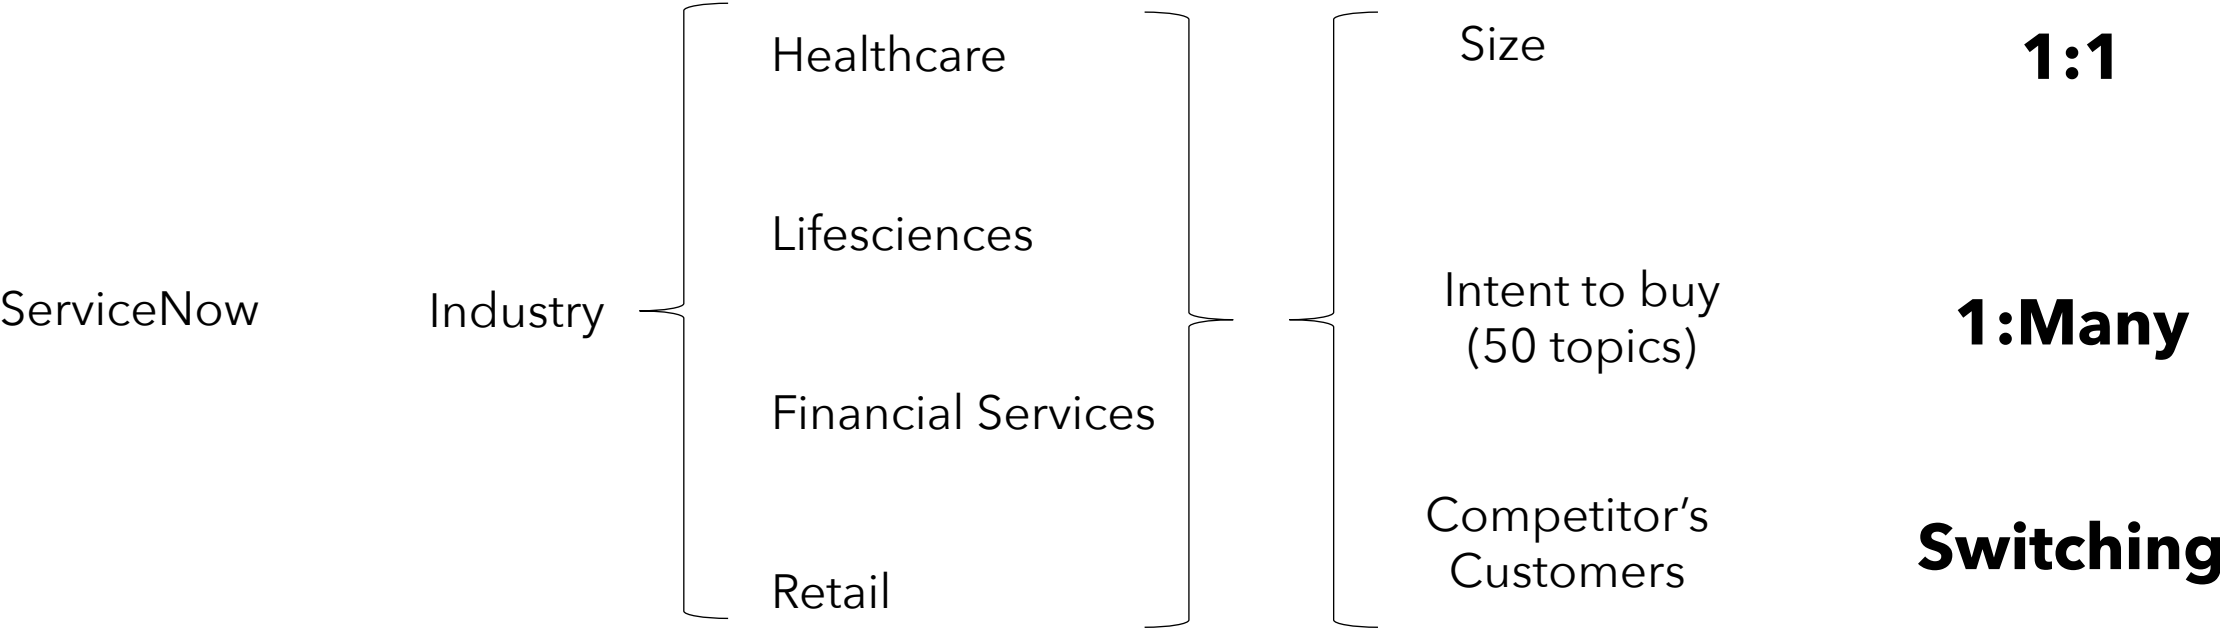 ServiceNow
Industry
Healthcare
Lifesciences
Financial Services
Retail
Size
Intent to buy
(50 topics)
Competitor’s
Customers
1:1
1:Many
Switching